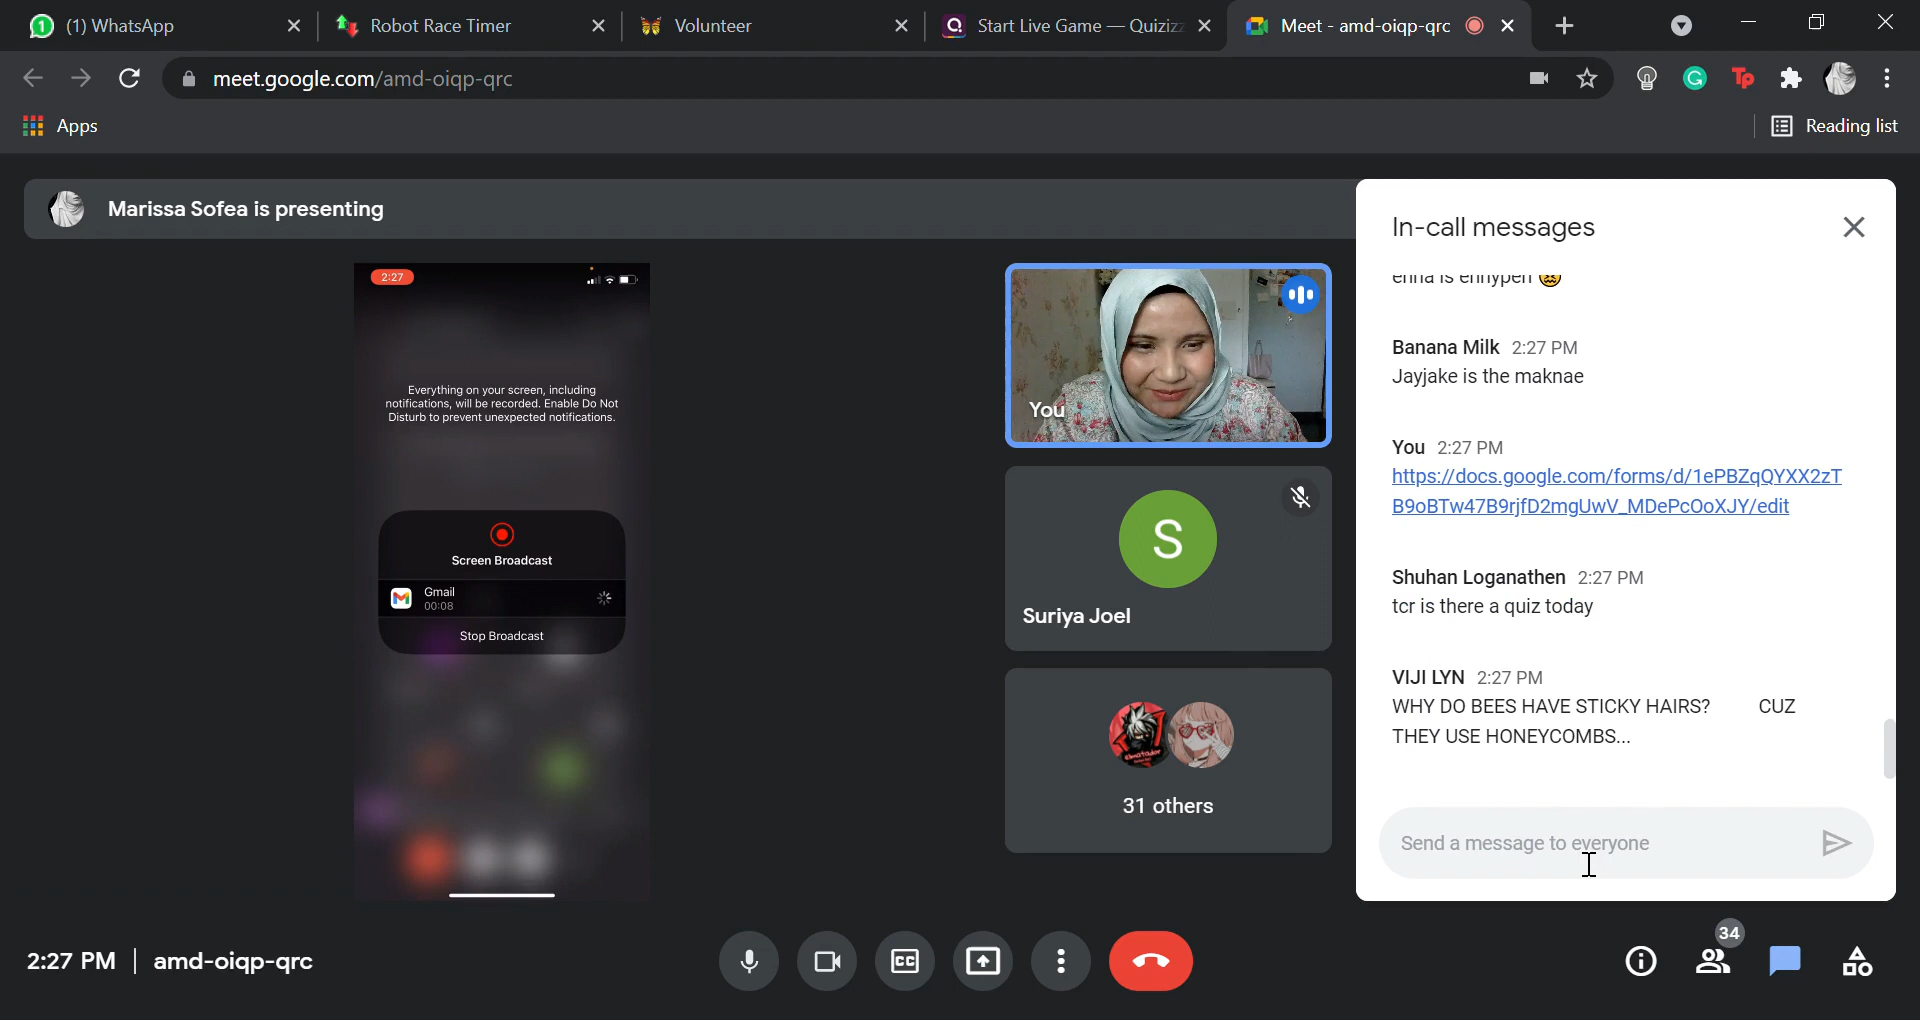 (1) WhatsApp
Robot Race Timer
Volunteer
Start Live Game — Quizizz
Meet - amd-oiqp-qrc
meet.google.com/amd-oiqp-qrc
Apps
Reading list
Marissa Sofea is presenting
2:27
Everything on your screen, including
notifications, will be recorded. Enable Do Not
Disturb to prevent unexpected notifications.
Screen Broadcast
Gmail
00:08
Stop Broadcast
You
S
Suriya Joel
31 others
In-call messages
enna is ennypen 😖
Banana Milk 2:27 PM
Jayjake is the maknae
You 2:27 PM
https://docs.google.com/forms/d/1ePBZqQYXX2zT
B9oBTw47B9rjfD2mgUwV_MDePcOoXJY/edit
Shuhan Loganathen 2:27 PM
tcr is there a quiz today
VIJI LYN 2:27 PM
WHY DO BEES HAVE STICKY HAIRS? CUZ
THEY USE HONEYCOMBS...
Send a message to everyone
2:27 PM | amd-oiqp-qrc
CC
34